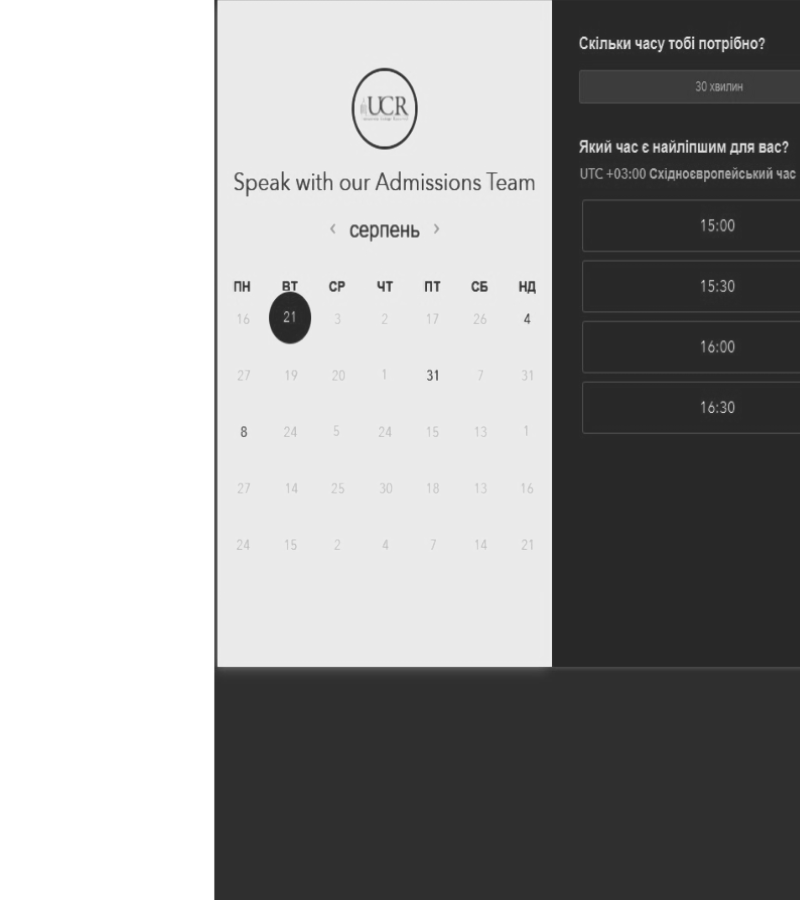 UCR
Speak with our Admissions Team
‹ серпень ›
ПН ВТ СР ЧТ ПТ СБ НД
16 21 3 2 17 26 4
27 19 20 1 31 7 31
8 24 5 24 15 13 1
27 14 25 30 18 13 16
24 15 2 4 7 14 21
Скільки часу тобі потрібно?
30 хвилин
Який час є найліпшим для вас?
UTC +03:00 Східноєвропейський час
15:00
15:30
16:00
16:30